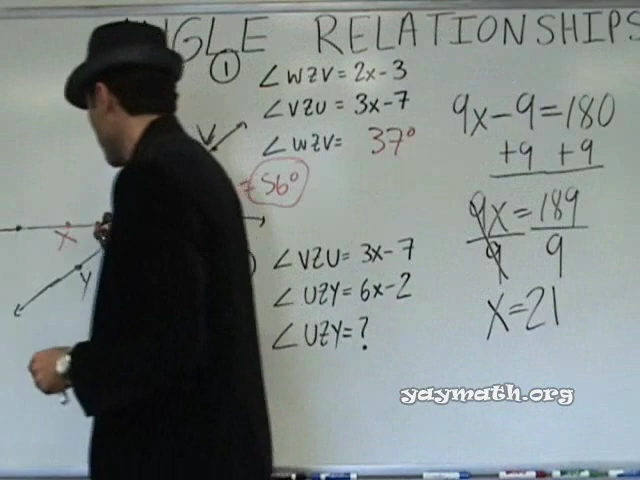 NGLE RELATIONSHIPS
1
∠WZV = 2x-3
∠VZU = 3x-7
∠WZV= 37°
= 56°
V
X
Y
∠VZU = 3x-7
∠UZY = 6x-2
∠UZY= ?
9x-9=180
+9 +9
9x = 189
9 9
x=21
yaymath.org